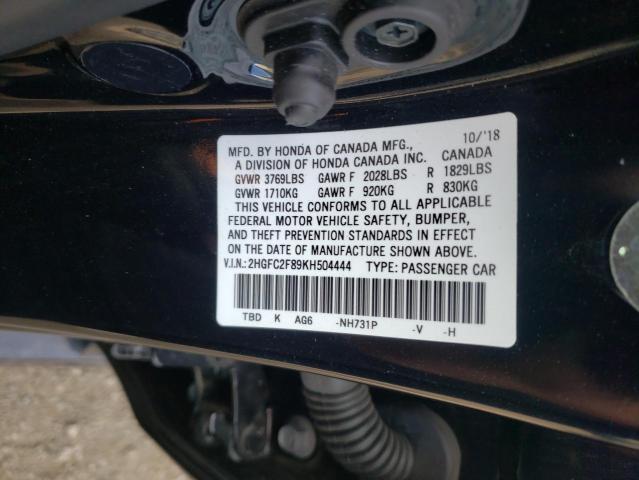 MFD. BY HONDA OF CANADA MFG., 10/'18
A DIVISION OF HONDA CANADA INC. CANADA
GVWR 3769LBS GAWR F 2028LBS R 1829LBS
GVWR 1710KG GAWR F 920KG R 830KG
THIS VEHICLE CONFORMS TO ALL APPLICABLE
FEDERAL MOTOR VEHICLE SAFETY, BUMPER,
AND THEFT PREVENTION STANDARDS IN EFFECT
ON THE DATE OF MANUFACTURE SHOWN ABOVE.
V.I.N.:2HGFC2F89KH504444 TYPE: PASSENGER CAR
TBD K AG6 -NH731P -V -H